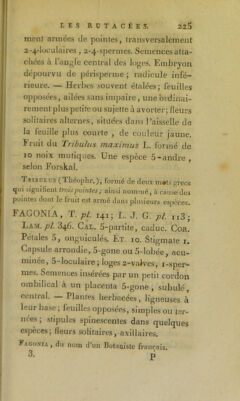 LES RUTACÉES. 225
ment armées de pointes, transversalement
2-4-loculaires, 2-4-spermes. Semences atta-
chées à l'angle central des loges. Embryon
dépourvu de périsperme; radicule infé-
rieure. — Herbes souvent étalées; feuilles
opposées, ailées sans impaire, une ordinai-
rement plus petite ou sujette à avorter; fleurs
solitaires alternes, situées dans l'aisselle de
la feuille plus courte, de couleur jaune.
Fruit du Tribulus maximus L. formé de
10 noix mutiques. Une espèce 5-andre,
selon Forskal.
TRIBULUS (Théophr.); formé de deux mots grecs
qui signifient trois pointes; ainsi nommé, à cause des
pointes dont le fruit est armé dans plusieurs espèces.
FAGONIA, T. pl. 141; L. J. G. pl. 113;
LAM. pl. 346. CAL. 5-partite, caduc. COR.
Pétales 5, onguiculés. ET. 10. Stigmate 1.
Capsule arrondie, 5-gone ou 5-lobée, acu-
minée, 5-loculaire; loges 2-valves, 1-sper-
mes. Semences insérées par un petit cordon
ombilical à un placenta 5-gone, subulé,
central. — Plantes herbacées, ligneuses à
leur base; feuilles opposées, simples ou ter-
nées; stipules spinescentes dans quelques
espèces; fleurs solitaires, axillaires.
FAGONIA, du nom d'un Botaniste français.
3. P